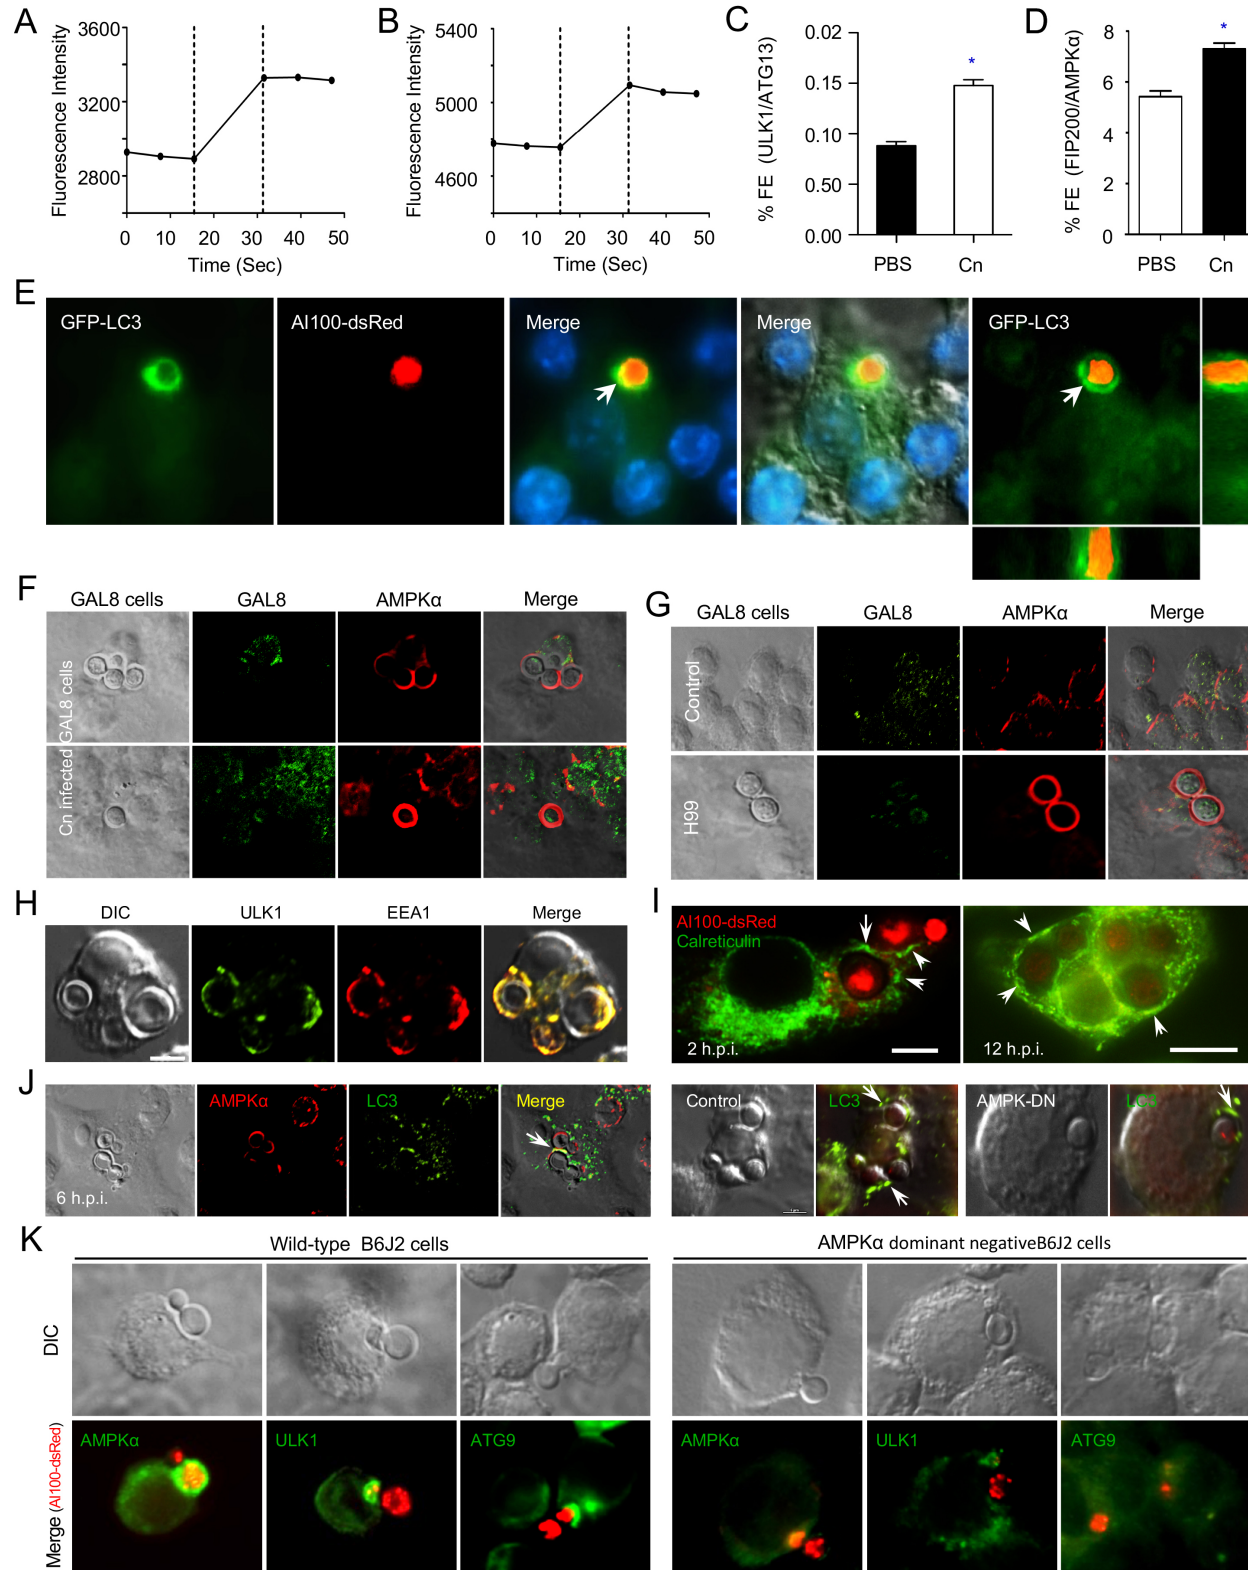 A
Fluorescence Intensity
3600
3200
2800
0 10 20 30 40 50
Time (Sec)
B
Fluorescence Intensity
5400
5000
4600
0 10 20 30 40 50
Time (Sec)
C
% FE (ULK1/ATG13)
0.02
0.15
0.10
0.50
0.00
*
PBS Cn
D
% FE (FIP200/AMPKα)
8
6
4
2
0
*
PBS Cn
E
GFP-LC3
AI100-dsRed
Merge
Merge
GFP-LC3
F
GAL8 cells GAL8 AMPKα Merge
Cn infected GAL8 cells
G
GAL8 cells GAL8 AMPKα Merge
Control
H99
H
DIC ULK1 EEA1 Merge
I
AI100-dsRed
Calreticulin
2 h.p.i.
12 h.p.i.
J
AMPKα LC3 Merge
6 h.p.i.
Control LC3 AMPK-DN LC3
K
Wild-type B6J2 cells
AMPKα dominant negativeB6J2 cells
DIC
Merge (AI100-dsRed)
AMPKα ULK1 ATG9
AMPKα ULK1 ATG9